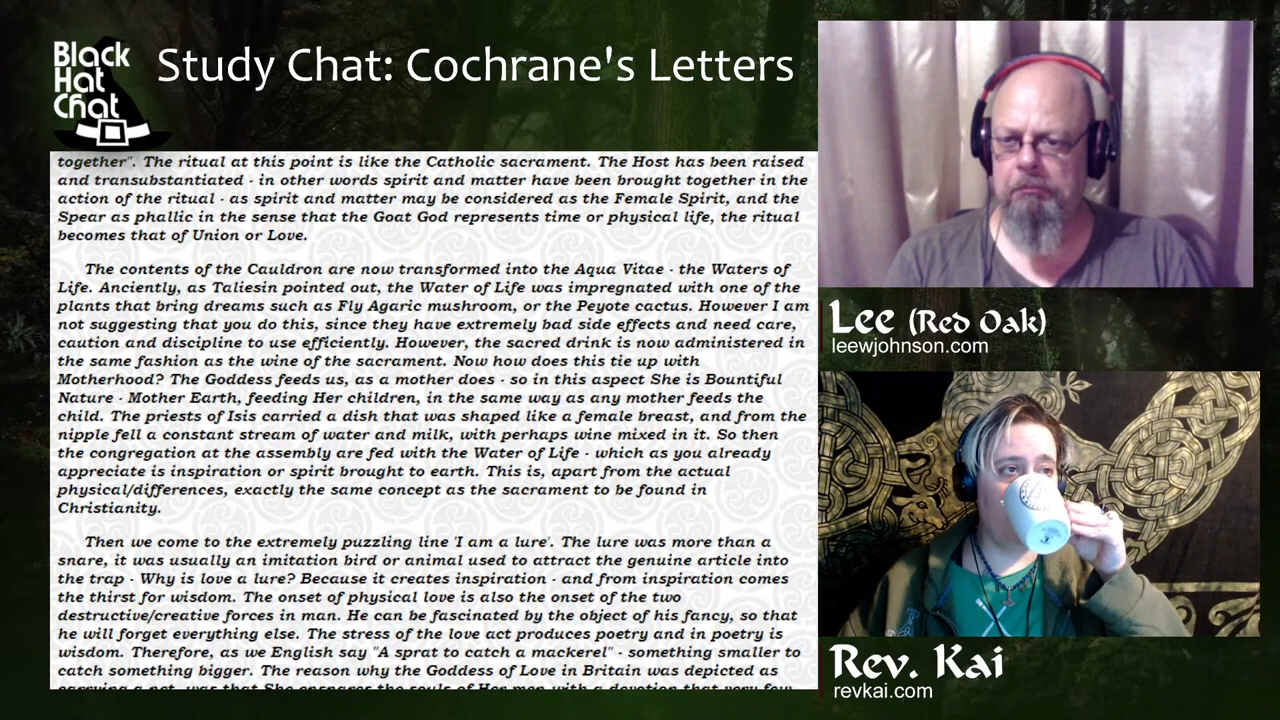 Black
Hat
Chat
Study Chat: Cochrane's Letters
together". The ritual at this point is like the Catholic sacrament. The Host has been raised
and transubstantiated - in other words spirit and matter have been brought together in the
action of the ritual - as spirit and matter may be considered as the Female Spirit, and the
Spear as phallic in the sense that the Goat God represents time or physical life, the ritual
becomes that of Union or Love.
The contents of the Cauldron are now transformed into the Aqua Vitae - the Waters of
Life. Anciently, as Taliesin pointed out, the Water of Life was impregnated with one of the
plants that bring dreams such as Fly Agaric mushroom, or the Peyote cactus. However I am
not suggesting that you do this, since they have extremely bad side effects and need care,
caution and discipline to use efficiently. However, the sacred drink is now administered in
the same fashion as the wine of the sacrament. Now how does this tie up with
Motherhood? The Goddess feeds us, as a mother does - so in this aspect She is Bountiful
Nature - Mother Earth, feeding Her children, in the same way as any mother feeds the
child. The priests of Isis carried a dish that was shaped like a female breast, and from the
nipple fell a constant stream of water and milk, with perhaps wine mixed in it. So then
the congregation at the assembly are fed with the Water of Life - which as you already
appreciate is inspiration or spirit brought to earth. This is, apart from the actual
physical/differences, exactly the same concept as the sacrament to be found in
Christianity.
Then we come to the extremely puzzling line 'I am a lure'. The lure was more than a
snare, it was usually an imitation bird or animal used to attract the genuine article into
the trap - Why is love a lure? Because it creates inspiration - and from inspiration comes
the thirst for wisdom. The onset of physical love is also the onset of the two
destructive/creative forces in man. He can be fascinated by the object of his fancy, so that
he will forget everything else. The stress of the love act produces poetry and in poetry is
wisdom. Therefore, as we English say "A sprat to catch a mackerel" - something smaller to
catch something bigger. The reason why the Goddess of Love in Britain was depicted as
carrying a net, was that She ensnares the souls of Her men with a devotion that very few
Lee (Red Oak)
leewjohnson.com
Rev. Kai
revkai.com